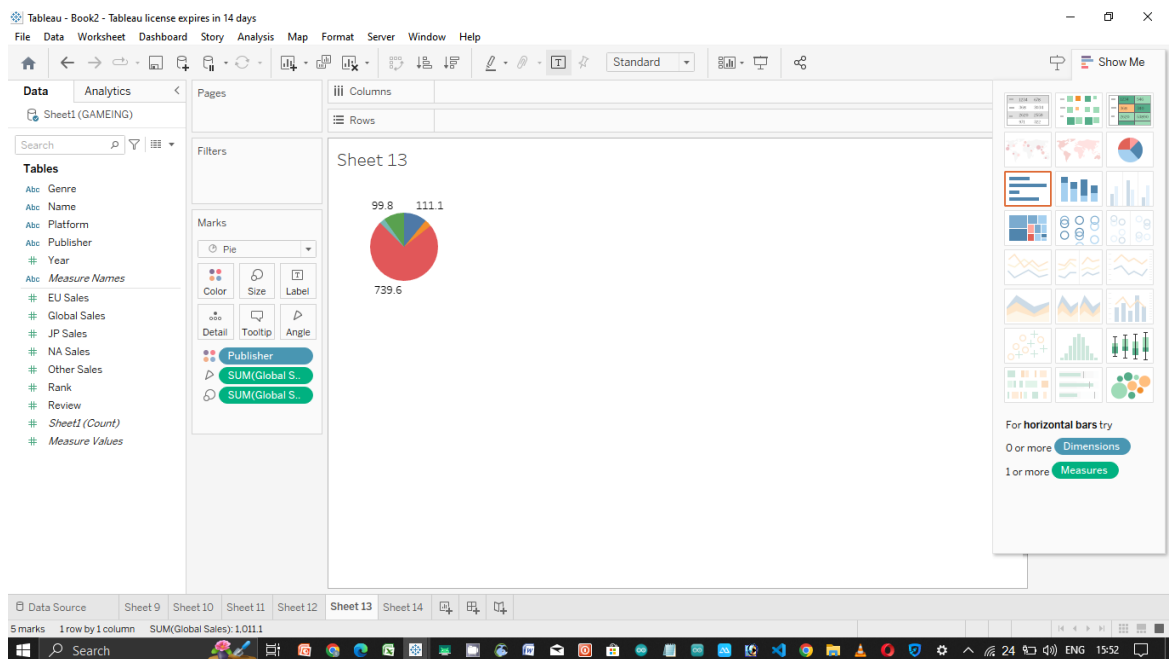 Tableau - Book2 - Tableau license expires in 14 days
File Data Worksheet Dashboard Story Analysis Map Format Server Window Help
Standard
Show Me
Data Analytics
Sheet1 (GAMEING)
Search
Tables
Abc Genre
Abc Name
Abc Platform
Abc Publisher
# Year
Abc Measure Names
# EU Sales
# Global Sales
# JP Sales
# NA Sales
# Other Sales
# Rank
# Review
# Sheet1 (Count)
# Measure Values
Pages
Filters
Marks
Pie
Color Size Label
Detail Tooltip Angle
Publisher
SUM(Global S..
SUM(Global S..
Columns
Rows
Sheet 13
99.8 111.1
739.6
For horizontal bars try
0 or more Dimensions
1 or more Measures
Data Source Sheet 9 Sheet 10 Sheet 11 Sheet 12 Sheet 13 Sheet 14
5 marks 1 row by 1 column SUM(Global Sales): 1,011.1
Search
24 ENG 15:52